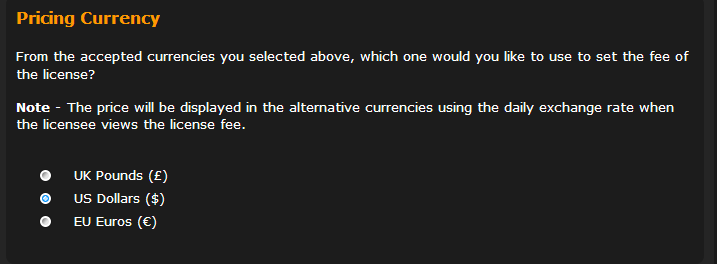 Pricing Currency
From the accepted currencies you selected above, which one would you like to use to set the fee of
the license?
Note - The price will be displayed in the alternative currencies using the daily exchange rate when
the licensee views the license fee.
UK Pounds (£)
US Dollars ($)
EU Euros (€)